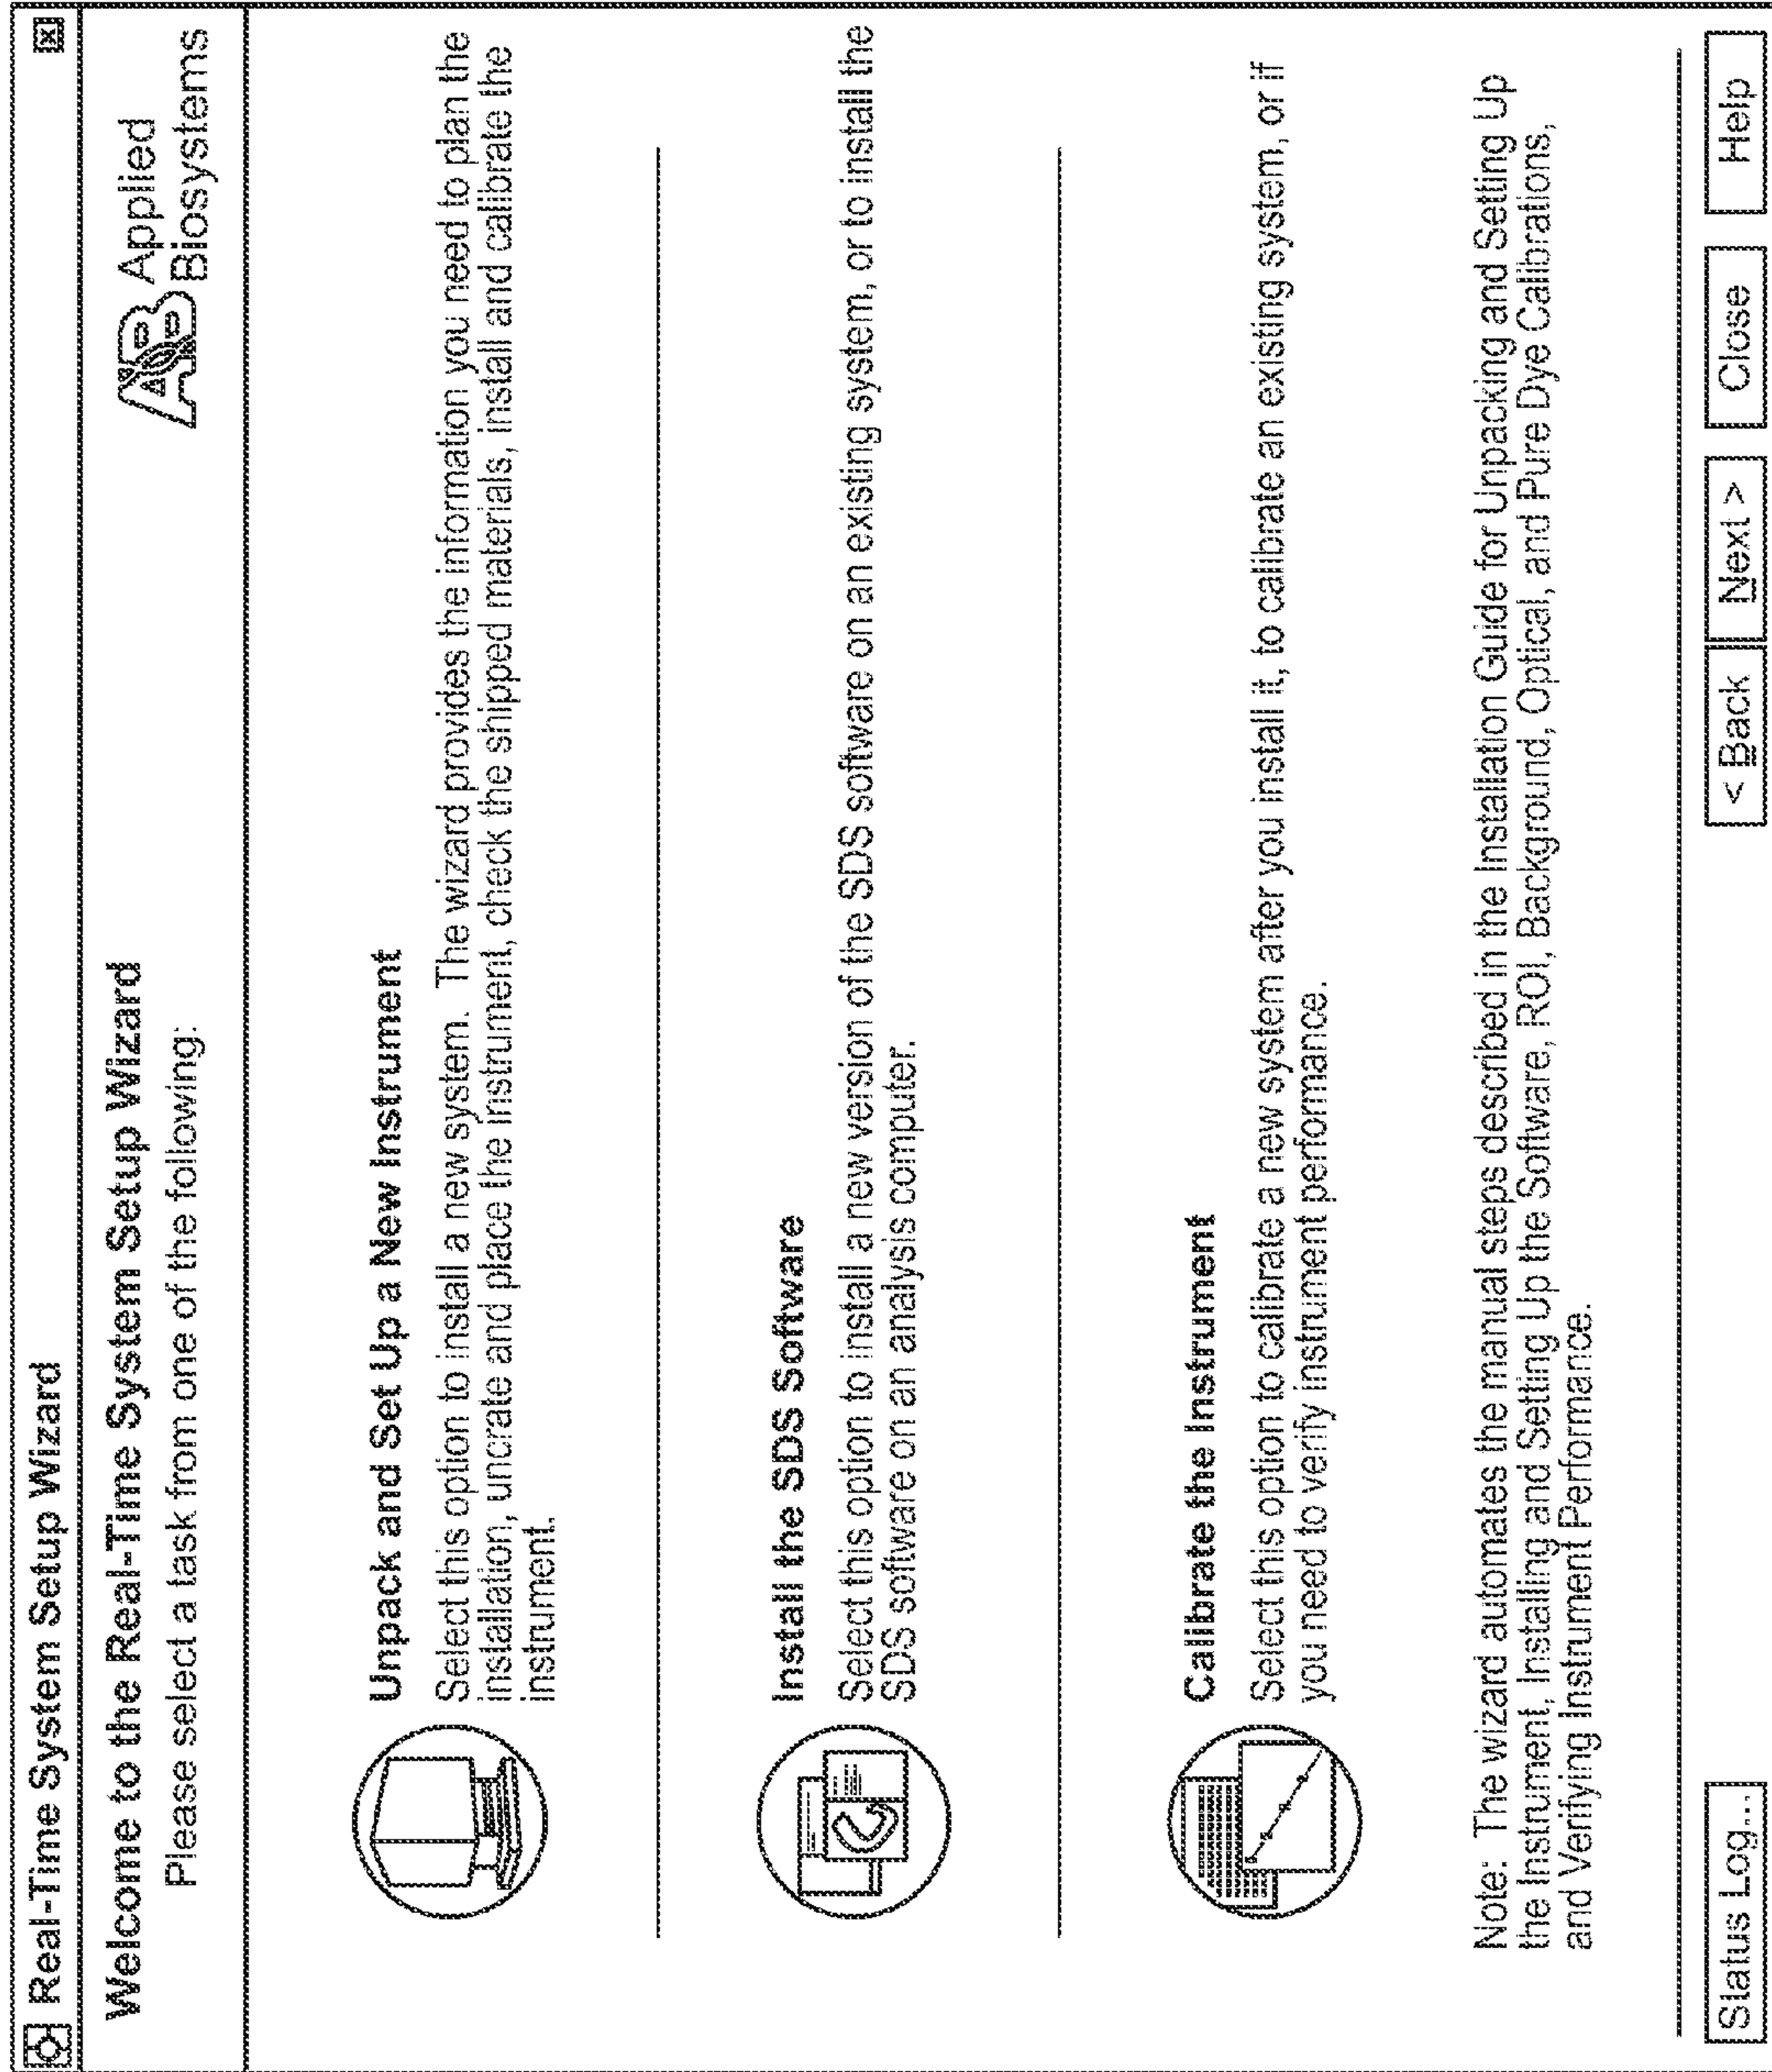 Real-Time System Setup Wizard
x
Welcome to the Real-Time System Setup Wizard
Please select a task from one of the following:
AB Applied
Biosystems
Unpack and Set Up a New Instrument
Select this option to install a new system. The wizard provides the information you need to plan the
installation, uncrate and place the instrument, check the shipped materials, install and calibrate the
instrument.
Install the SDS Software
Select this option to install a new version of the SDS software on an existing system, or to install the
SDS software on an analysis computer.
Calibrate the Instrument
Select this option to calibrate a new system after you install it, to calibrate an existing system, or if
you need to verify instrument performance.
Note: The wizard automates the manual steps described in the Installation Guide for Unpacking and Setting Up
the Instrument, Installing and Setting Up the Software, ROI, Background, Optical, and Pure Dye Calibrations,
and Verifying Instrument Performance.
Status Log...
< Back
Next >
Close
Help